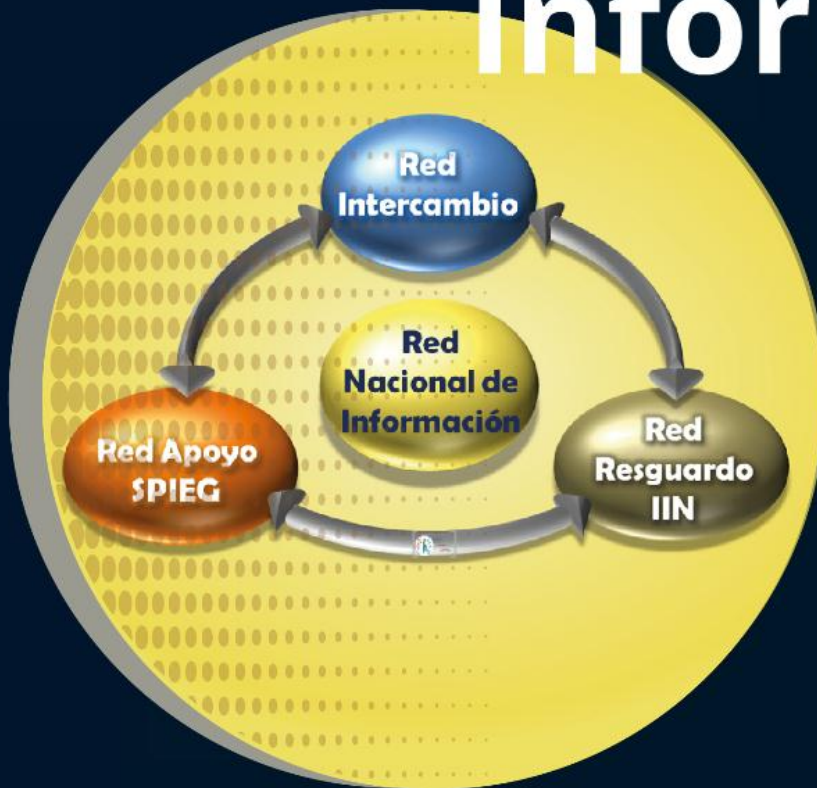 Infor
Red
Intercambio
Red
Nacional de
Información
Red Apoyo
SPIEG
Red
Resguardo
IIN